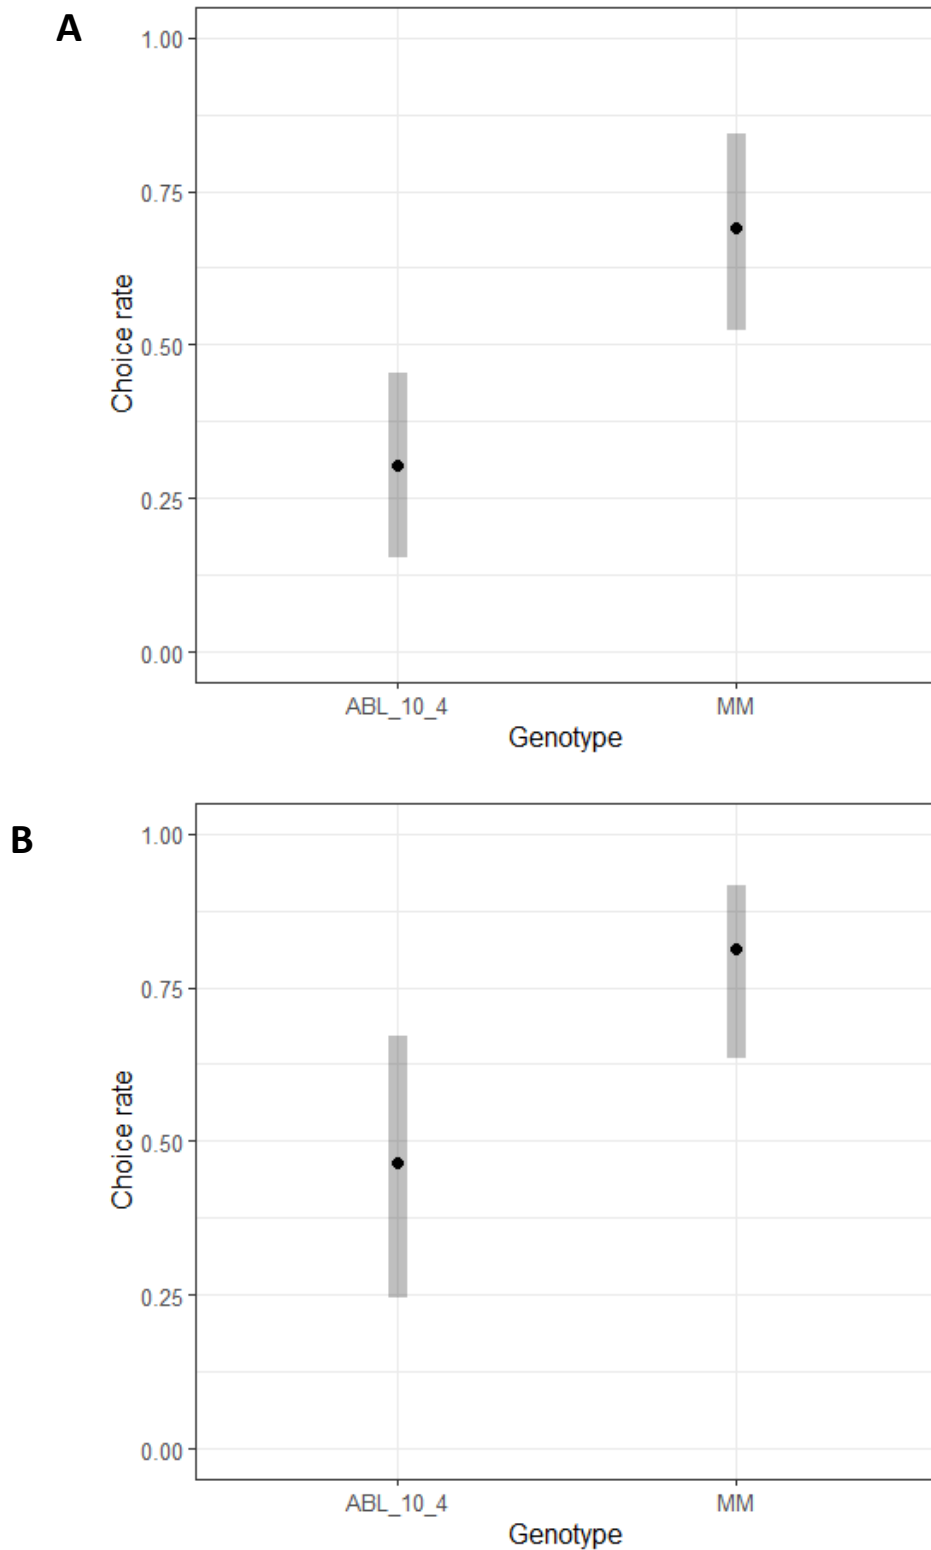 A
1.00
0.75
0.50
0.25
0.00
Choice rate
ABL_10_4
MM
Genotype
B
1.00
0.75
0.50
0.25
0.00
Choice rate
ABL_10_4
MM
Genotype